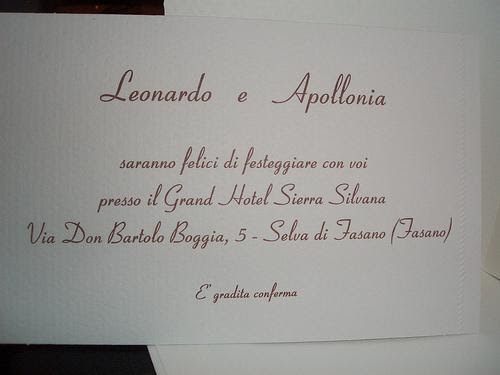 Leonardo e Apollonia
saranno felici di festeggiare con voi
presso il Grand Hotel Sierra Silvana
Via Don Bartolo Boggia, 5 - Selva di Fasano (Fasano)
E' gradita conferma